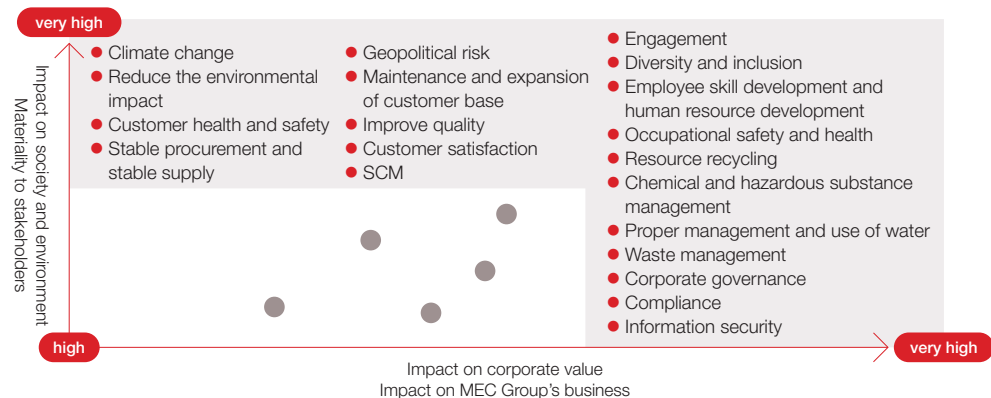 very high
Impact on society and environment
Materiality to stakeholders
Climate change
Reduce the environmental
impact
Customer health and safety
Stable procurement and
stable supply
Geopolitical risk
Maintenance and expansion
of customer base
Improve quality
Customer satisfaction
SCM
Engagement
Diversity and inclusion
Employee skill development and
human resource development
Occupational safety and health
Resource recycling
Chemical and hazardous substance
management
Proper management and use of water
Waste management
Corporate governance
Compliance
Information security
high
very high
Impact on corporate value
Impact on MEC Group's business